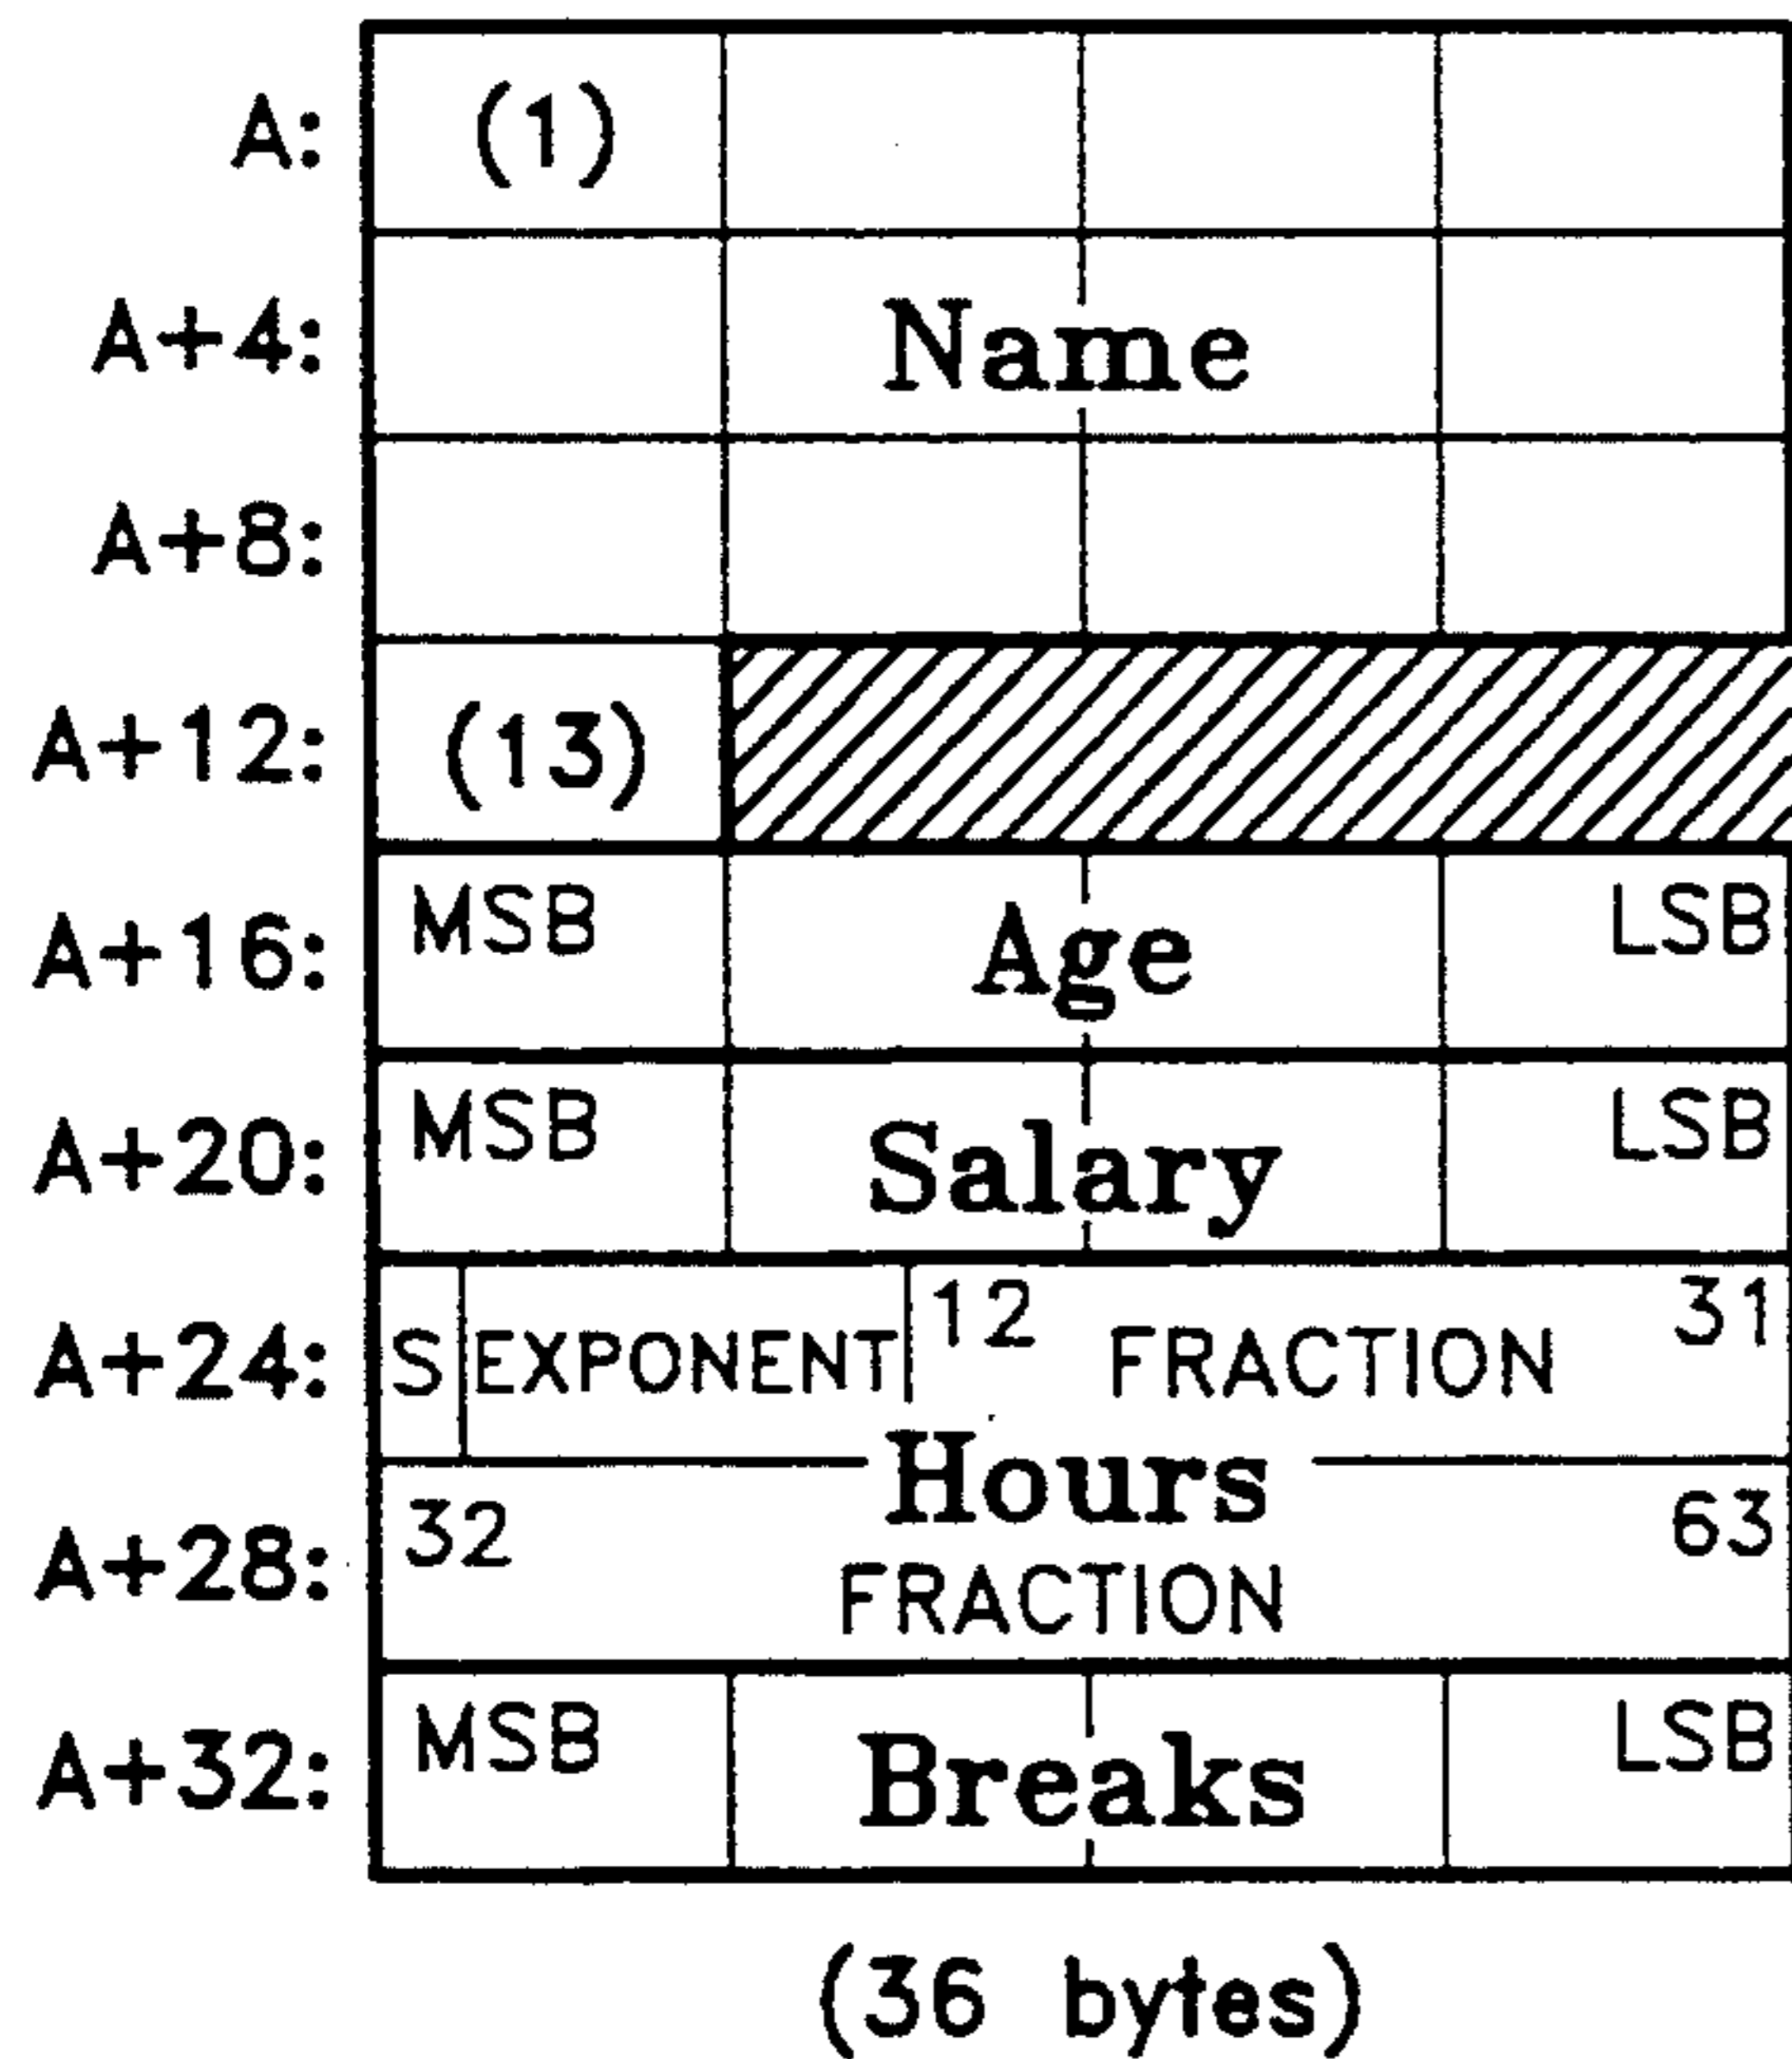 A: (1)
A+4: Name
A+8:
A+12: (13)
A+16: MSB Age LSB
A+20: MSB Salary LSB
A+24: S EXPONENT 12 FRACTION 31
Hours
A+28: 32 FRACTION 63
A+32: MSB Breaks LSB
(36 bytes)